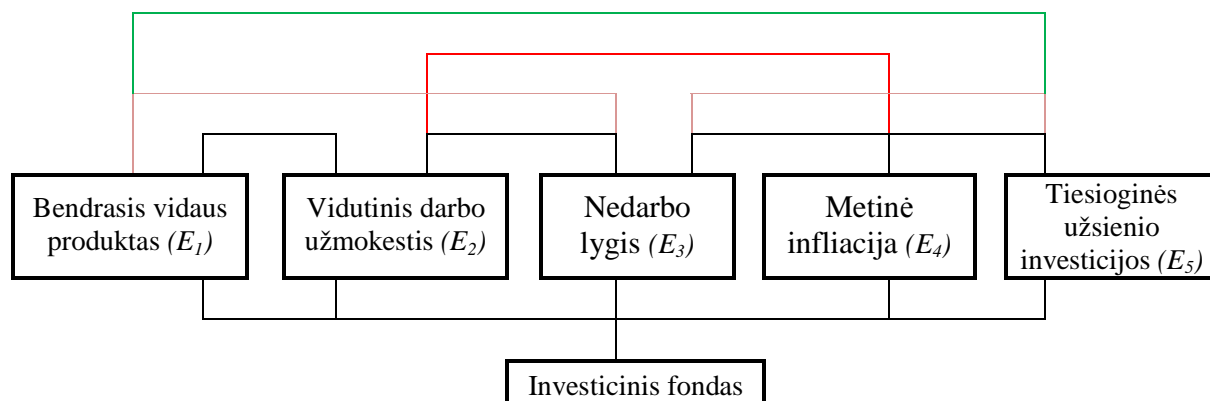 Bendrasis vidaus
produktas (E1)
Vidutinis darbo
užmokestis (E2)
Nedarbo
lygis (E3)
Metinė
infliacija (E4)
Tiesioginės
užsienio
investicijos (E5)
Investicinis fondas